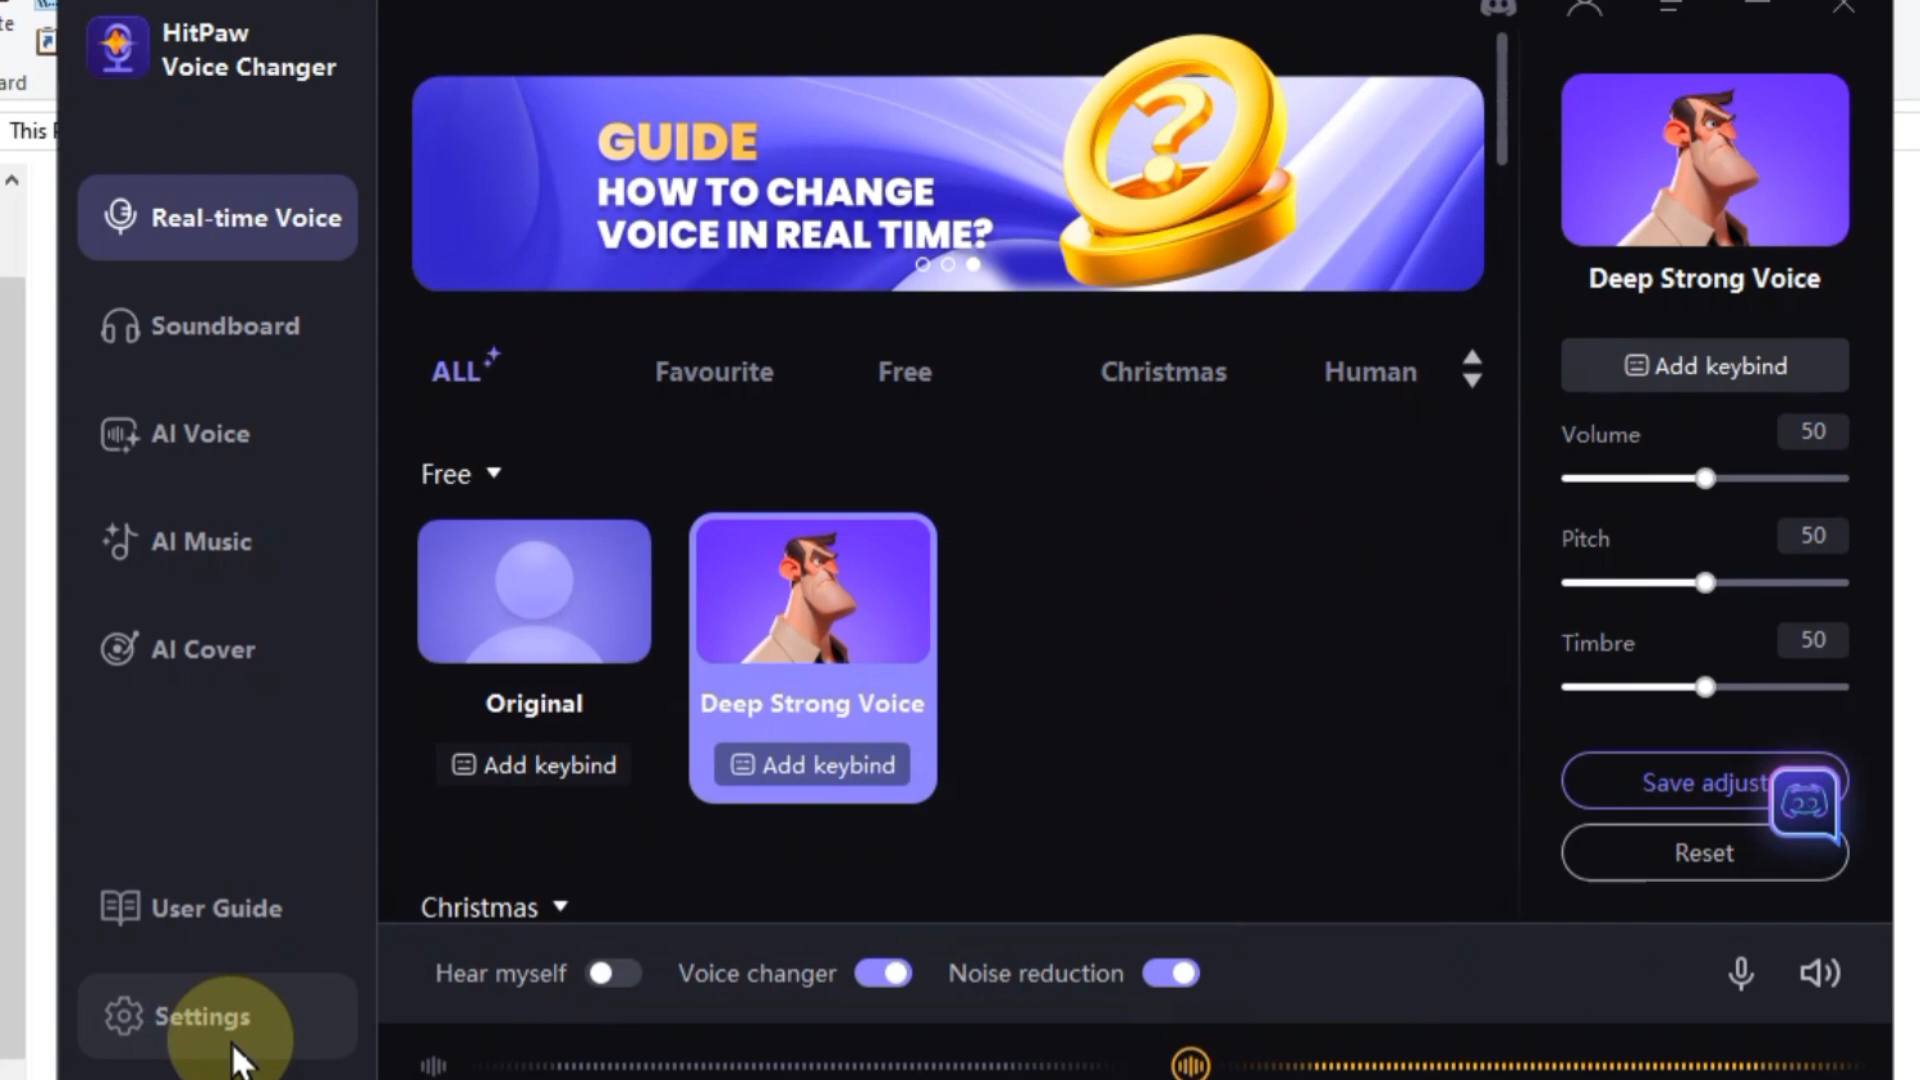 te
ard
This
HitPaw
Voice Changer
Real-time Voice
Soundboard
AI Voice
AI Music
AI Cover
User Guide
Settings
GUIDE
HOW TO CHANGE
VOICE IN REAL TIME?
ALL
Favourite
Free
Christmas
Human
Free
Original
Add keybind
Deep Strong Voice
Add keybind
Christmas
Deep Strong Voice
Add keybind
Volume 50
Pitch 50
Timbre 50
Save adjust
Reset
Hear myself
Voice changer
Noise reduction